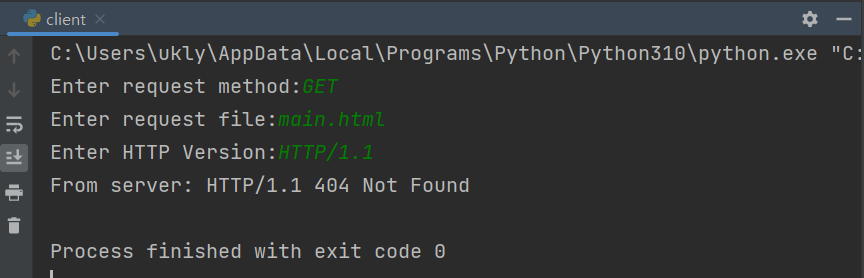 client
C:\Users\ukly\AppData\Local\Programs\Python\Python310\python.exe "C:
Enter request method:GET
Enter request file:main.html
Enter HTTP Version:HTTP/1.1
From server: HTTP/1.1 404 Not Found
Process finished with exit code 0